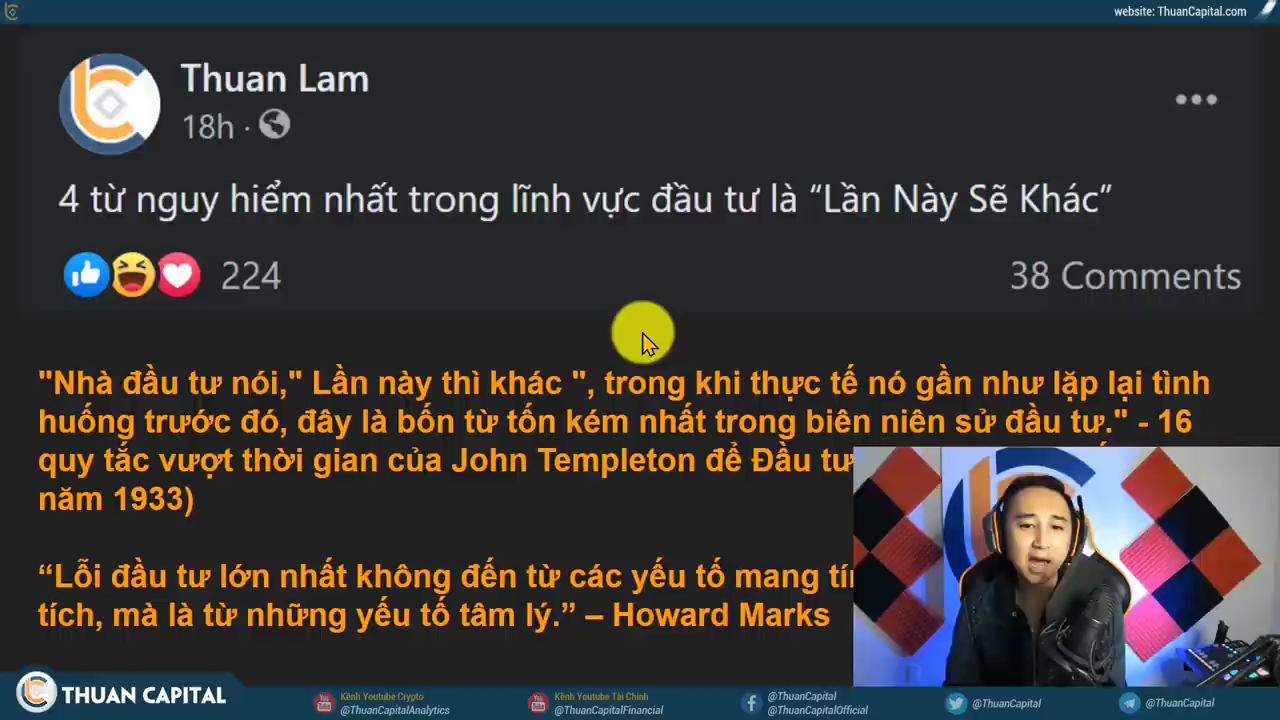 website: ThuanCapital.com
Thuan Lam
18h ·
4 từ nguy hiểm nhất trong lĩnh vực đầu tư là “Lần Này Sẽ Khác”
224
38 Comments
"Nhà đầu tư nói," Lần này thì khác ", trong khi thực tế nó gần như lặp lại tình
huống trước đó, đây là bốn từ tốn kém nhất trong biên niên sử đầu tư." - 16
quy tắc vượt thời gian của John Templeton để Đầu tư
năm 1933)
“Lỗi đầu tư lớn nhất không đến từ các yếu tố mang
tích, mà là từ những yếu tố tâm lý.” – Howard Marks
THUAN CAPITAL
Kênh Youtube Crypto
@ThuanCapitalAnalytics
Kênh Youtube Tài Chính
@ThuanCapitalFinancial
@ThuanCapital
@ThuanCapitalOfficial
@ThuanCapital
@ThuanCapital